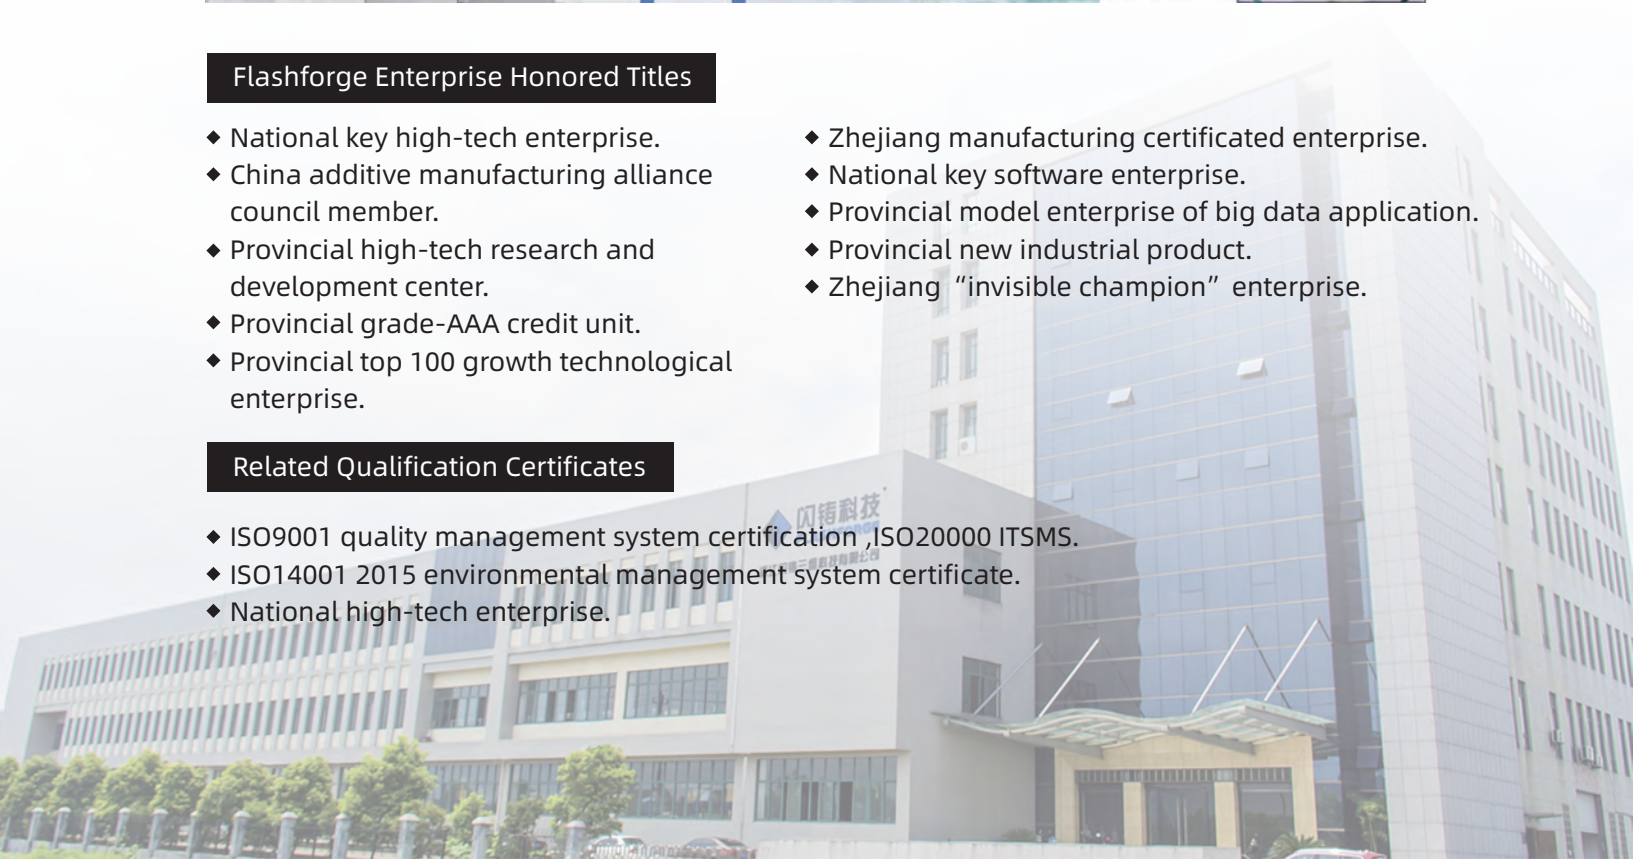 Flashforge Enterprise Honored Titles
◆ National key high-tech enterprise.
◆ China additive manufacturing alliance
council member.
◆ Provincial high-tech research and
development center.
◆ Provincial grade-AAA credit unit.
◆ Provincial top 100 growth technological
enterprise.
◆ Zhejiang manufacturing certificated enterprise.
◆ National key software enterprise.
◆ Provincial model enterprise of big data application.
◆ Provincial new industrial product.
◆ Zhejiang “invisible champion” enterprise.
Related Qualification Certificates
闪铸科技
◆ ISO9001 quality management system certification ,ISO20000 ITSMS.
◆ ISO14001 2015 environmental management system certificate.
◆ National high-tech enterprise.